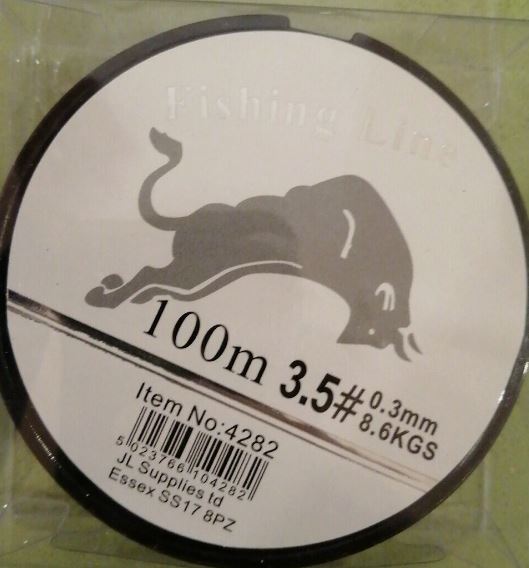 Fishing Line
100m 3.5# 0.3mm
8.6KGS
Item No:4282
5 023766 104282
JL Supplies td
Essex SS17 8PZ